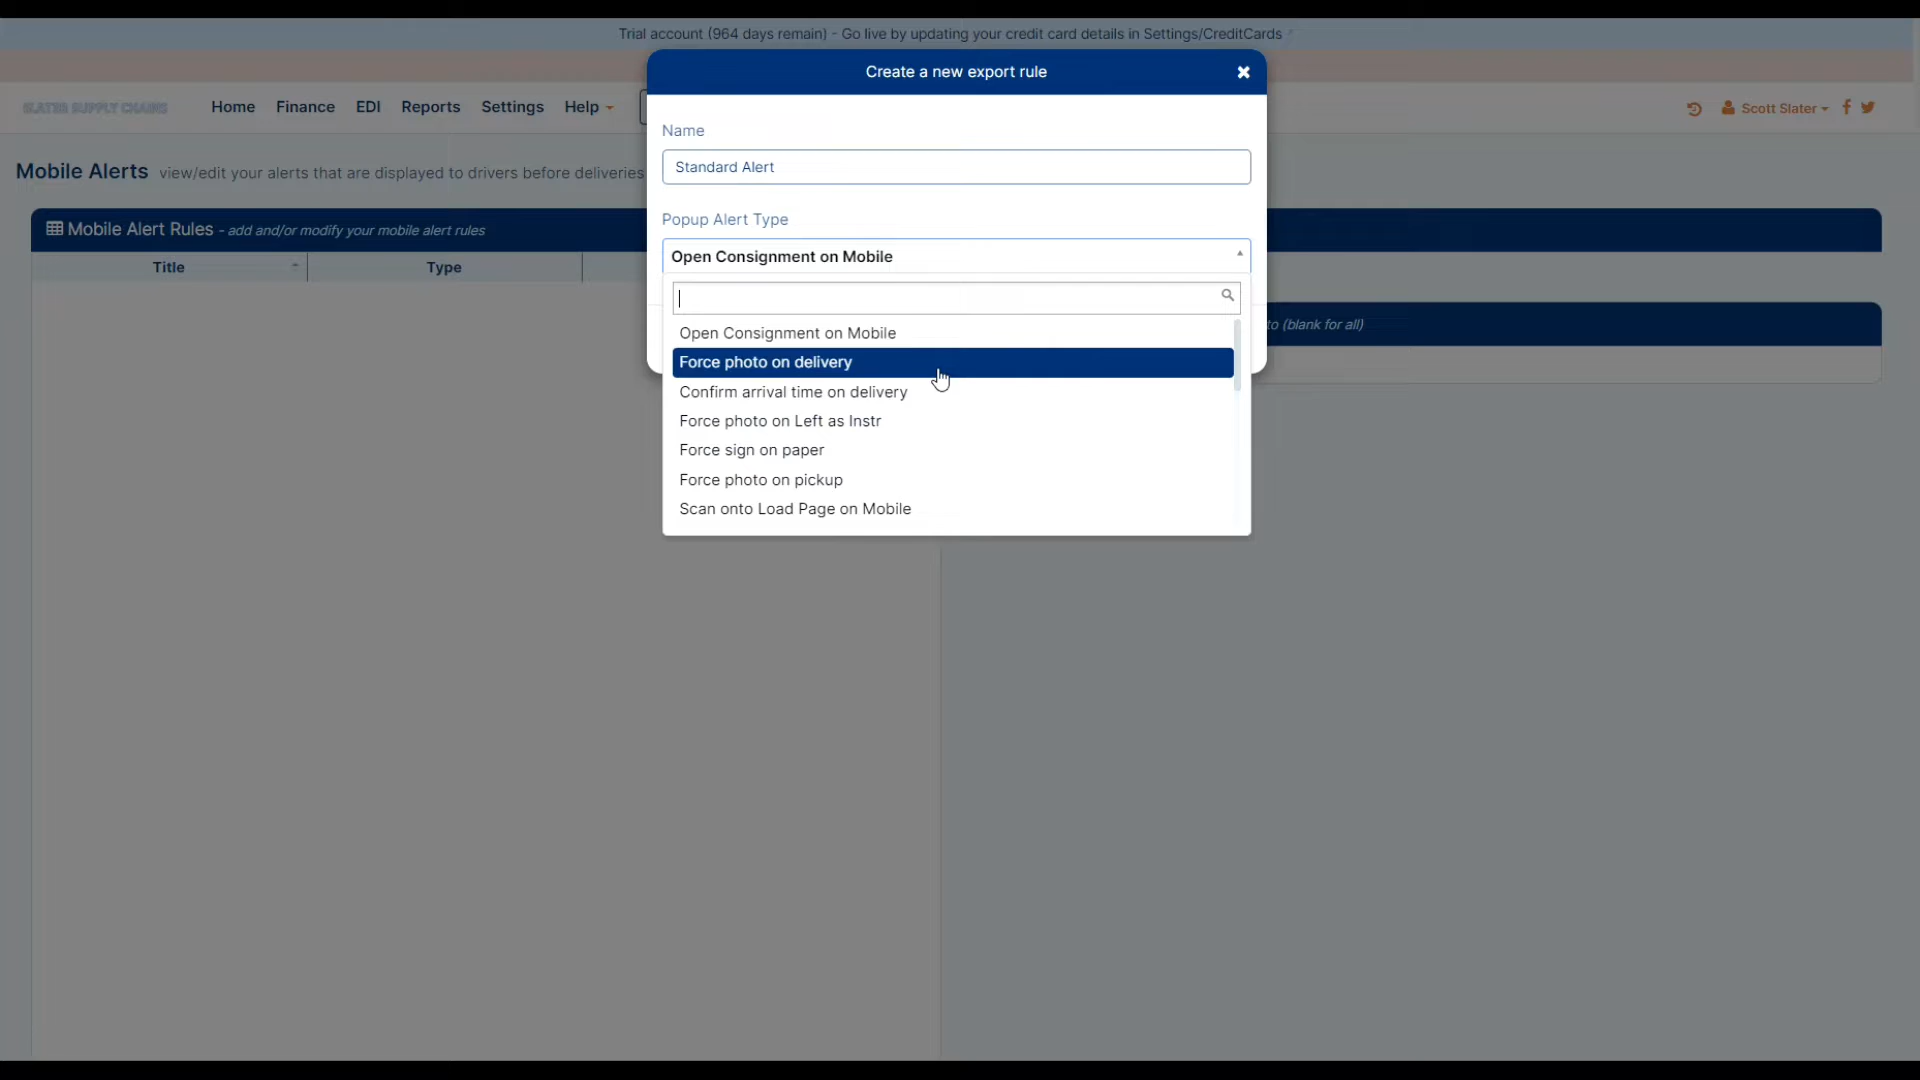 Trial account (964 days remain) - Go live by updating your credit card details in Settings/CreditCards
Create a new export rule
SLATER SUPPLY CHAINS
Home Finance EDI Reports Settings Help
Scott Slater
Name
Standard Alert
Mobile Alerts view/edit your alerts that are displayed to drivers before deliveries
Popup Alert Type
Mobile Alert Rules - add and/or modify your mobile alert rules
Open Consignment on Mobile
Title Type
Open Consignment on Mobile
to (blank for all)
Force photo on delivery
Confirm arrival time on delivery
Force photo on Left as Instr
Force sign on paper
Force photo on pickup
Scan onto Load Page on Mobile